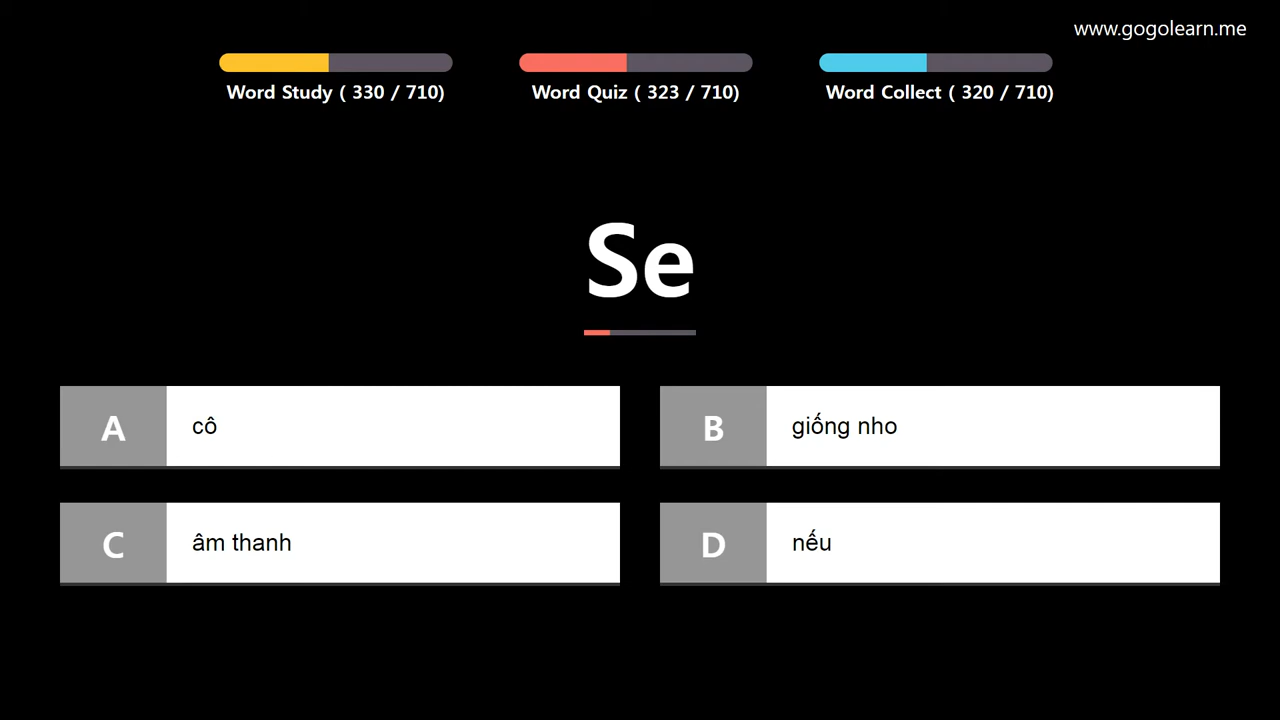 www.gogolearn.me
Word Study ( 330 / 710)
Word Quiz ( 323 / 710)
Word Collect ( 320 / 710)
Se
A
cô
B
giống nho
C
âm thanh
D
nếu